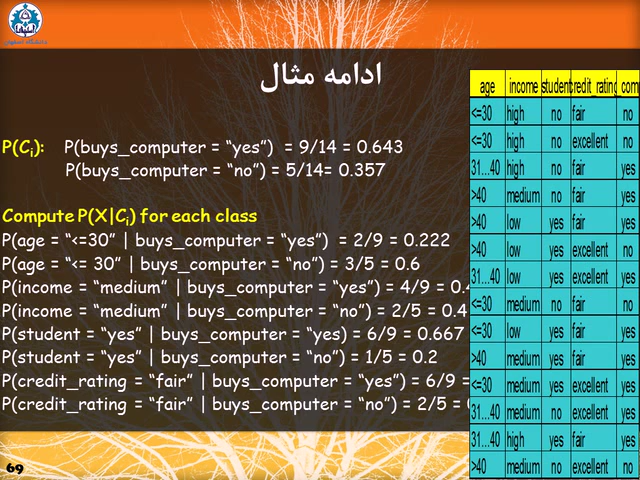 دانشگاه اصفهان
ادامه مثال
P(Ci): P(buys_computer = “yes”) = 9/14 = 0.643
P(buys_computer = “no”) = 5/14= 0.357
Compute P(X|Ci) for each class
P(age = “<=30” | buys_computer = “yes”) = 2/9 = 0.222
P(age = “<= 30” | buys_computer = “no”) = 3/5 = 0.6
P(income = “medium” | buys_computer = “yes”) = 4/9 = 0.4
P(income = “medium” | buys_computer = “no”) = 2/5 = 0.4
P(student = “yes” | buys_computer = “yes) = 6/9 = 0.667
P(student = “yes” | buys_computer = “no”) = 1/5 = 0.2
P(credit_rating = “fair” | buys_computer = “yes”) = 6/9 =
P(credit_rating = “fair” | buys_computer = “no”) = 2/5 =
age income student redit_rating com
<=30 high no fair no
<=30 high no excellent no
31…40 high no fair yes
>40 medium no fair yes
>40 low yes fair yes
>40 low yes excellent no
31…40 low yes excellent yes
<=30 medium no fair no
<=30 low yes fair yes
>40 medium yes fair yes
<=30 medium yes excellent yes
31…40 medium no excellent yes
31…40 high yes fair yes
>40 medium no excellent no
69